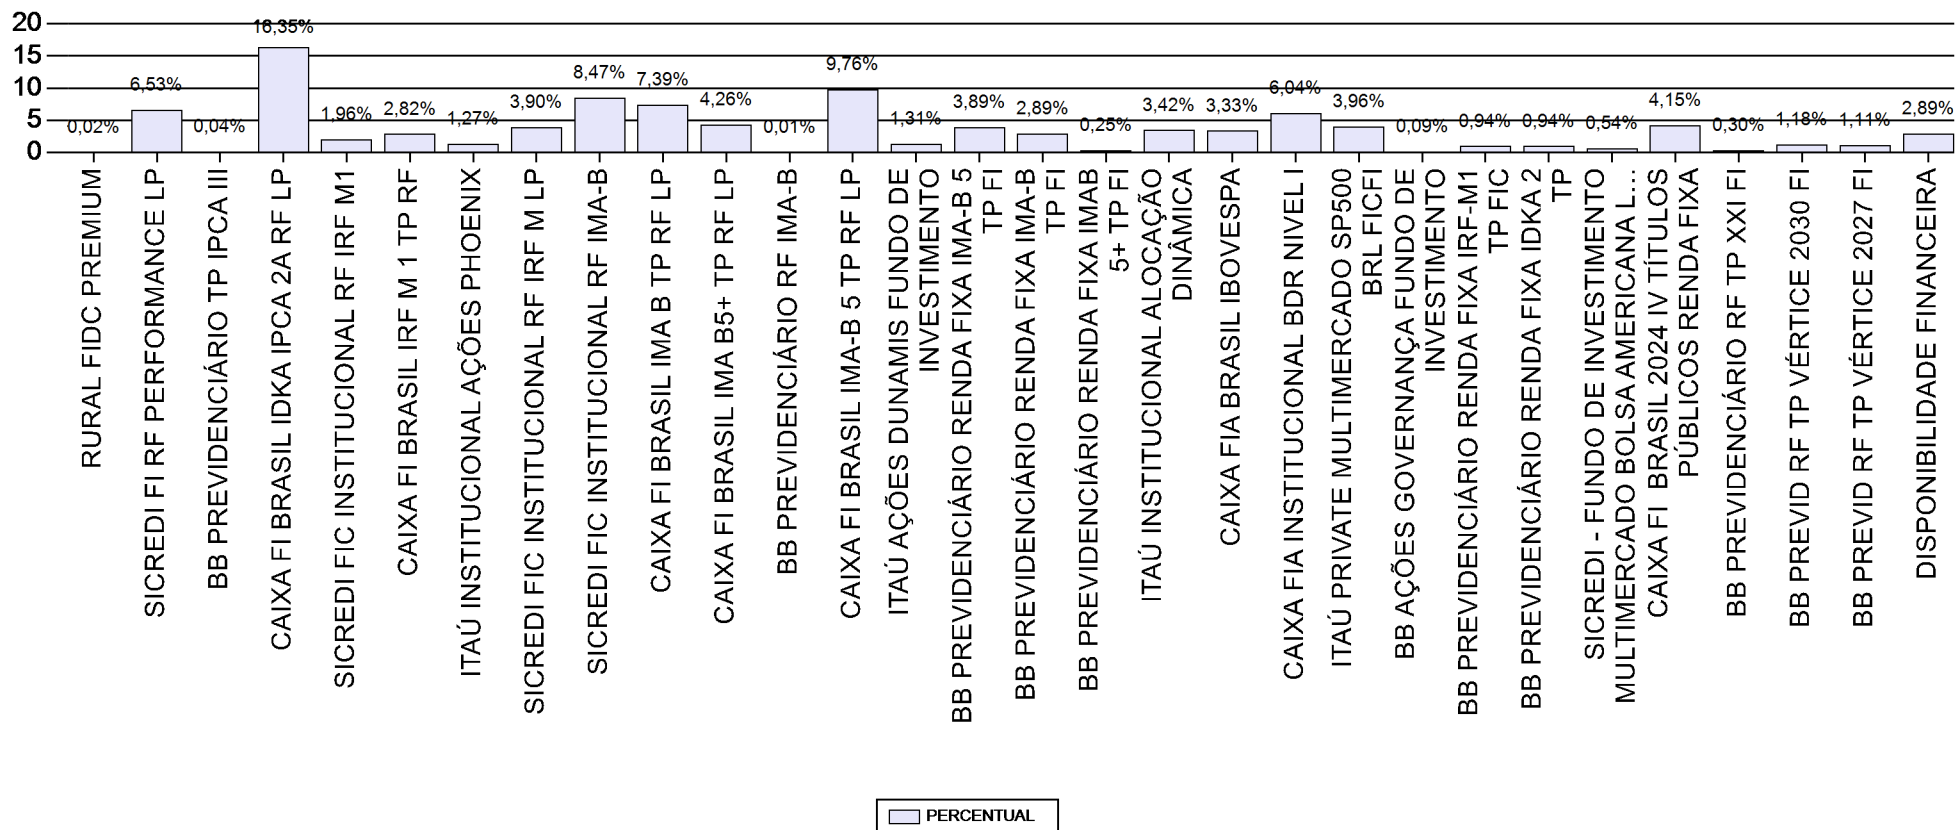 20
15
10
5
0
0,02%
6,53%
0,04%
16,35%
1,96%
2,82%
1,27%
3,90%
8,47%
7,39%
4,26%
0,01%
9,76%
1,31%
3,89%
2,89%
0,25%
3,42%
3,33%
6,04%
3,96%
0,09%
0,94%
0,94%
0,54%
4,15%
0,30%
1,18%
1,11%
2,89%
RURAL FIDC PREMIUM
SICREDI FI RF PERFORMANCE LP
BB PREVIDENCIÁRIO TP IPCA III
CAIXA FI BRASIL IDKA IPCA 2A RF LP
SICREDI FIC INSTITUCIONAL RF IRF M1
CAIXA FI BRASIL IRF M 1 TP RF
ITAÚ INSTITUCIONAL AÇÕES PHOENIX
SICREDI FIC INSTITUCIONAL RF IRF M LP
SICREDI FIC INSTITUCIONAL RF IMA-B
CAIXA FI BRASIL IMA B TP RF LP
CAIXA FI BRASIL IMA B5+ TP RF LP
BB PREVIDENCIÁRIO RF IMA-B
CAIXA FI BRASIL IMA-B 5 TP RF LP
ITAÚ AÇÕES DUNAMIS FUNDO DE
INVESTIMENTO
BB PREVIDENCIÁRIO RENDA FIXA IMA-B 5
TP FI
BB PREVIDENCIÁRIO RENDA FIXA IMA-B
TP FI
BB PREVIDENCIÁRIO RENDA FIXA IMAB
5+ TP FI
ITAÚ INSTITUCIONAL ALOCAÇÃO
DINÂMICA
CAIXA FIA BRASIL IBOVESPA
CAIXA FIA INSTITUCIONAL BDR NIVEL I
ITAÚ PRIVATE MULTIMERCADO SP500
BRL FICFI
BB AÇÕES GOVERNANÇA FUNDO DE
INVESTIMENTO
BB PREVIDENCIÁRIO RENDA FIXA IRF-M1
TP FIC
BB PREVIDENCIÁRIO RENDA FIXA IDKA 2
TP
SICREDI - FUNDO DE INVESTIMENTO
MULTIMERCADO BOLSA AMERICANA L...
CAIXA FI BRASIL 2024 IV TÍTULOS
PÚBLICOS RENDA FIXA
BB PREVIDENCIÁRIO RF TP XXI FI
BB PREVID RF TP VÉRTICE 2030 FI
BB PREVID RF TP VÉRTICE 2027 FI
DISPONIBILIDADE FINANCEIRA
PERCENTUAL